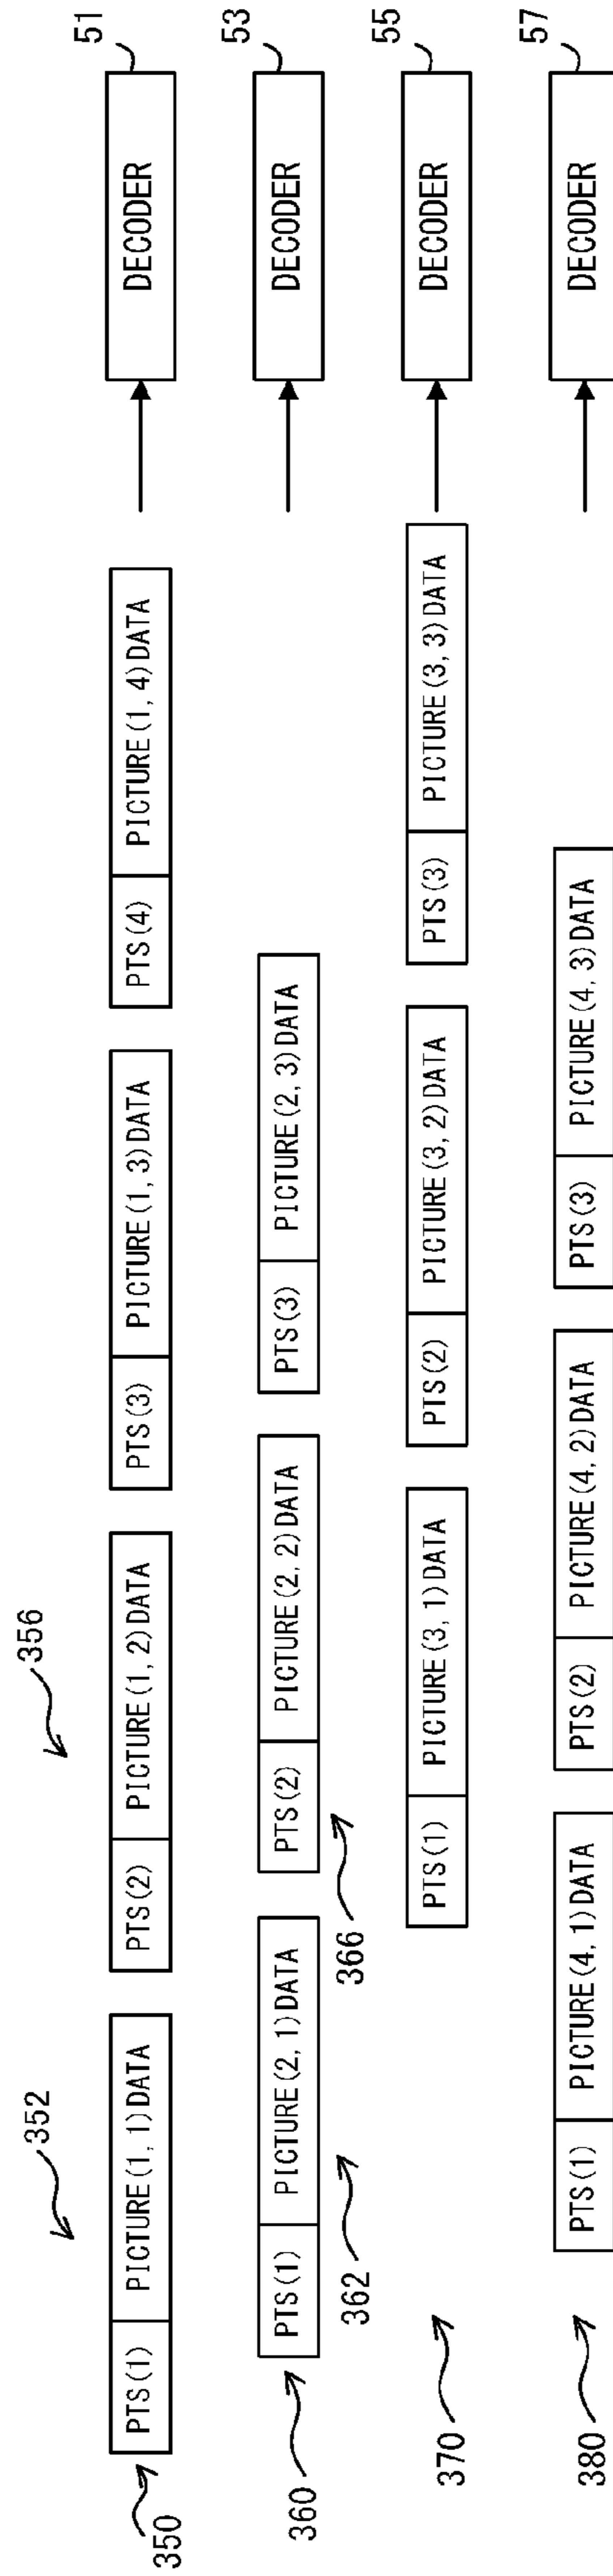 352
356
350
PTS(1) PICTURE(1,1)DATA PTS(2) PICTURE(1,2)DATA PTS(3) PICTURE(1,3)DATA PTS(4) PICTURE(1,4)DATA DECODER 51
360
PTS(1) PICTURE(2,1)DATA PTS(2) PICTURE(2,2)DATA PTS(3) PICTURE(2,3)DATA DECODER 53
362
366
370
PTS(1) PICTURE(3,1)DATA PTS(2) PICTURE(3,2)DATA PTS(3) PICTURE(3,3)DATA DECODER 55
380
PTS(1) PICTURE(4,1)DATA PTS(2) PICTURE(4,2)DATA PTS(3) PICTURE(4,3)DATA DECODER 57